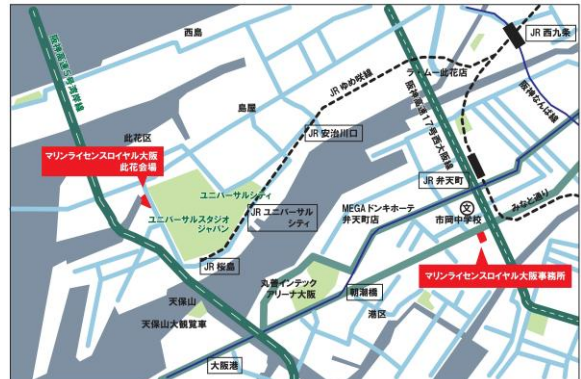 阪神高速5号湾岸線
西島
JR 西九条
ラ・ムー此花店
JR ゆめ咲線
阪神高速17号西大阪線
阪神なんば線
島屋
JR 安治川口
此花区
マリンライセンスロイヤル大阪
此花会場
JR 弁天町
ユニバーサルシティ
MEGAドンキホーテ
弁天町店
みなと通り
文
市岡中学校
ユニバーサルスタジオ
ジャパン
JR ユニバーサル
シティ
JR 桜島
丸善インテック
アリーナ大阪
朝潮橋
マリンライセンスロイヤル大阪事務所
天保山
天保山大観覧車
港区
大阪港